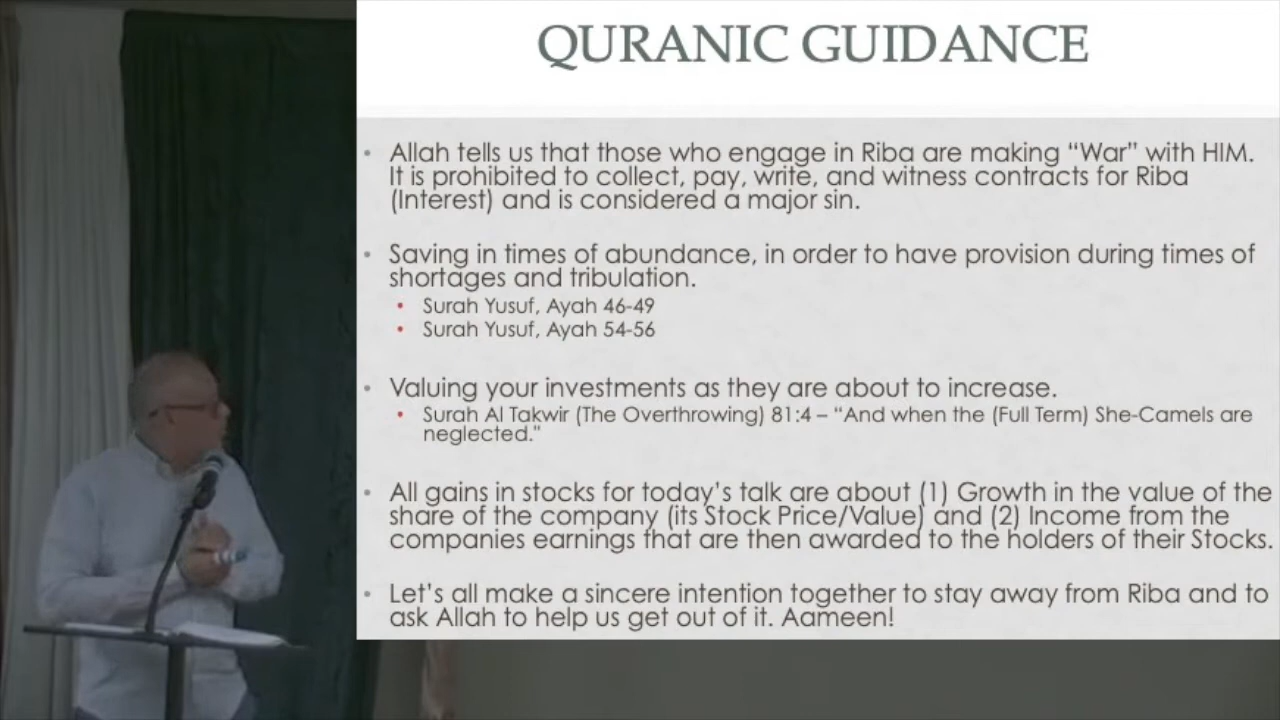 QURANIC GUIDANCE
• Allah tells us that those who engage in Riba are making “War” with HIM.
It is prohibited to collect, pay, write, and witness contracts for Riba
(Interest) and is considered a major sin.
• Saving in times of abundance, in order to have provision during times of
shortages and tribulation.
• Surah Yusuf, Ayah 46-49
• Surah Yusuf, Ayah 54-56
• Valuing your investments as they are about to increase.
• Surah Al Takwir (The Overthrowing) 81:4 – “And when the (Full Term) She-Camels are
neglected."
• All gains in stocks for today’s talk are about (1) Growth in the value of the
share of the company (its Stock Price/Value) and (2) Income from the
companies earnings that are then awarded to the holders of their Stocks.
• Let’s all make a sincere intention together to stay away from Riba and to
ask Allah to help us get out of it. Aameen!